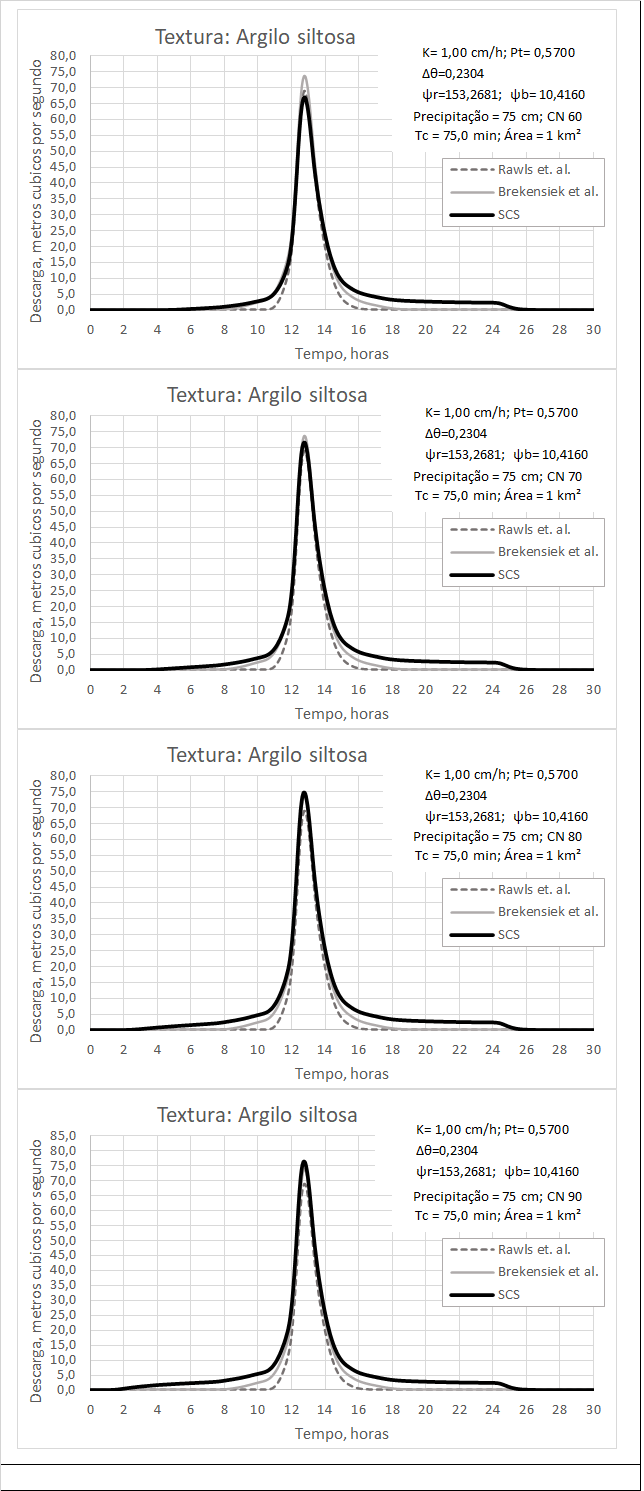 Textura: Argilo siltosa
K= 1,00 cm/h; Pt= 0,5700
Δθ=0,2304
ψr=153,2681; ψb= 10,4160
Precipitação = 75 cm; CN 60
Tc = 75,0 min; Área = 1 km²
Rawls et. al.
Brekensiek et al.
SCS
Descarga, metros cubicos por segundo
80,0
75,0
70,0
65,0
60,0
55,0
50,0
45,0
40,0
35,0
30,0
25,0
20,0
15,0
10,0
5,0
0,0
0 2 4 6 8 10 12 14 16 18 20 22 24 26 28 30
Tempo, horas
Textura: Argilo siltosa
K= 1,00 cm/h; Pt= 0,5700
Δθ=0,2304
ψr=153,2681; ψb= 10,4160
Precipitação = 75 cm; CN 70
Tc = 75,0 min; Área = 1 km²
Rawls et. al.
Brekensiek et al.
SCS
Descarga, metros cubicos por segundo
80,0
75,0
70,0
65,0
60,0
55,0
50,0
45,0
40,0
35,0
30,0
25,0
20,0
15,0
10,0
5,0
0,0
0 2 4 6 8 10 12 14 16 18 20 22 24 26 28 30
Tempo, horas
Textura: Argilo siltosa
K= 1,00 cm/h; Pt= 0,5700
Δθ=0,2304
ψr=153,2681; ψb= 10,4160
Precipitação = 75 cm; CN 80
Tc = 75,0 min; Área = 1 km²
Rawls et. al.
Brekensiek et al.
SCS
Descarga, metros cubicos por segundo
80,0
75,0
70,0
65,0
60,0
55,0
50,0
45,0
40,0
35,0
30,0
25,0
20,0
15,0
10,0
5,0
0,0
0 2 4 6 8 10 12 14 16 18 20 22 24 26 28 30
Tempo, horas
Textura: Argilo siltosa
K= 1,00 cm/h; Pt= 0,5700
Δθ=0,2304
ψr=153,2681; ψb= 10,4160
Precipitação = 75 cm; CN 90
Tc = 75,0 min; Área = 1 km²
Rawls et. al.
Brekensiek et al.
SCS
Descarga, metros cubicos por segundo
85,0
80,0
75,0
70,0
65,0
60,0
55,0
50,0
45,0
40,0
35,0
30,0
25,0
20,0
15,0
10,0
5,0
0,0
0 2 4 6 8 10 12 14 16 18 20 22 24 26 28 30
Tempo, horas